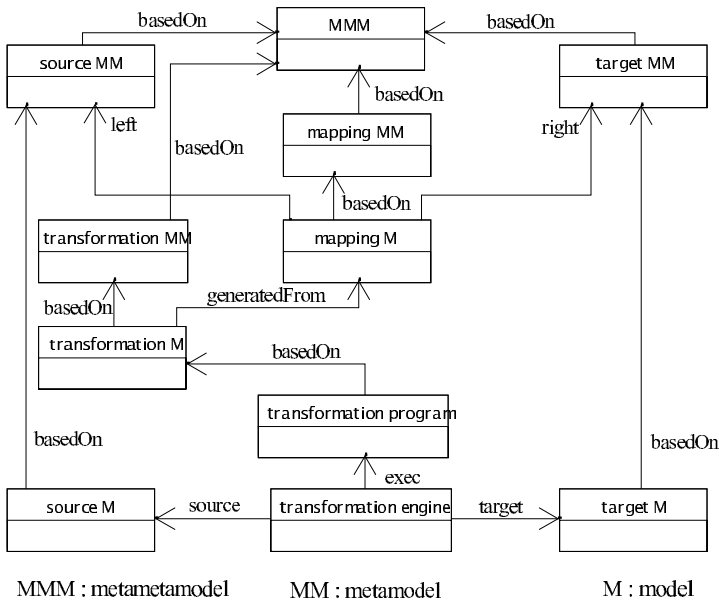 basedOn
MMM
basedOn
source MM
target MM
basedOn
left
mapping MM
right
basedOn
basedOn
transformation MM
mapping M
generatedFrom
basedOn
transformation M
basedOn
transformation program
basedOn
basedOn
exec
source M
source
transformation engine
target
target M
MMM : metametamodel
MM : metamodel
M : model